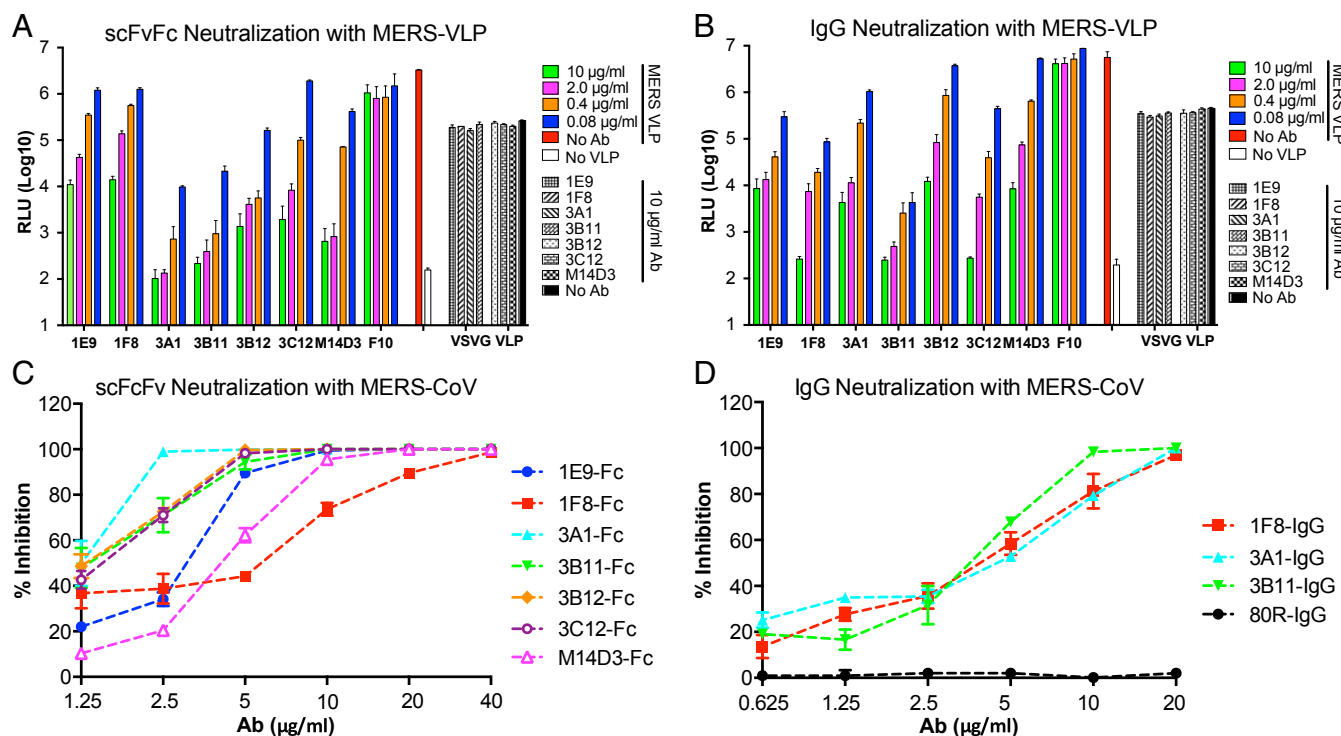 A
scFvFc Neutralization with MERS-VLP
RLU (Log10)
7
6
5
4
3
2
1
1E9 1F8 3A1 3B11 3B12 3C12 M14D3 F10 VSVG VLP
10 µg/ml
2.0 µg/ml
0.4 µg/ml
0.08 µg/ml
No Ab
No VLP
MERS VLP
1E9
1F8
3A1
3B11
3B12
3C12
M14D3
No Ab
10 µg/ml Ab
B
IgG Neutralization with MERS-VLP
RLU (Log10)
7
6
5
4
3
2
1
1E9 1F8 3A1 3B11 3B12 3C12 M14D3 F10 VSVG VLP
10 µg/ml
2.0 µg/ml
0.4 µg/ml
0.08 µg/ml
No Ab
No VLP
MERS VLP
1E9
1F8
3A1
3B11
3B12
3C12
M14D3
No Ab
10 µg/ml Ab
C
scFcFv Neutralization with MERS-CoV
% Inhibition
120
100
80
60
40
20
0
1.25 2.5 5 10 20 40
Ab (µg/ml)
1E9-Fc
1F8-Fc
3A1-Fc
3B11-Fc
3B12-Fc
3C12-Fc
M14D3-Fc
D
IgG Neutralization with MERS-CoV
% Inhibition
120
100
80
60
40
20
0
0.625 1.25 2.5 5 10 20
Ab (µg/ml)
1F8-IgG
3A1-IgG
3B11-IgG
80R-IgG